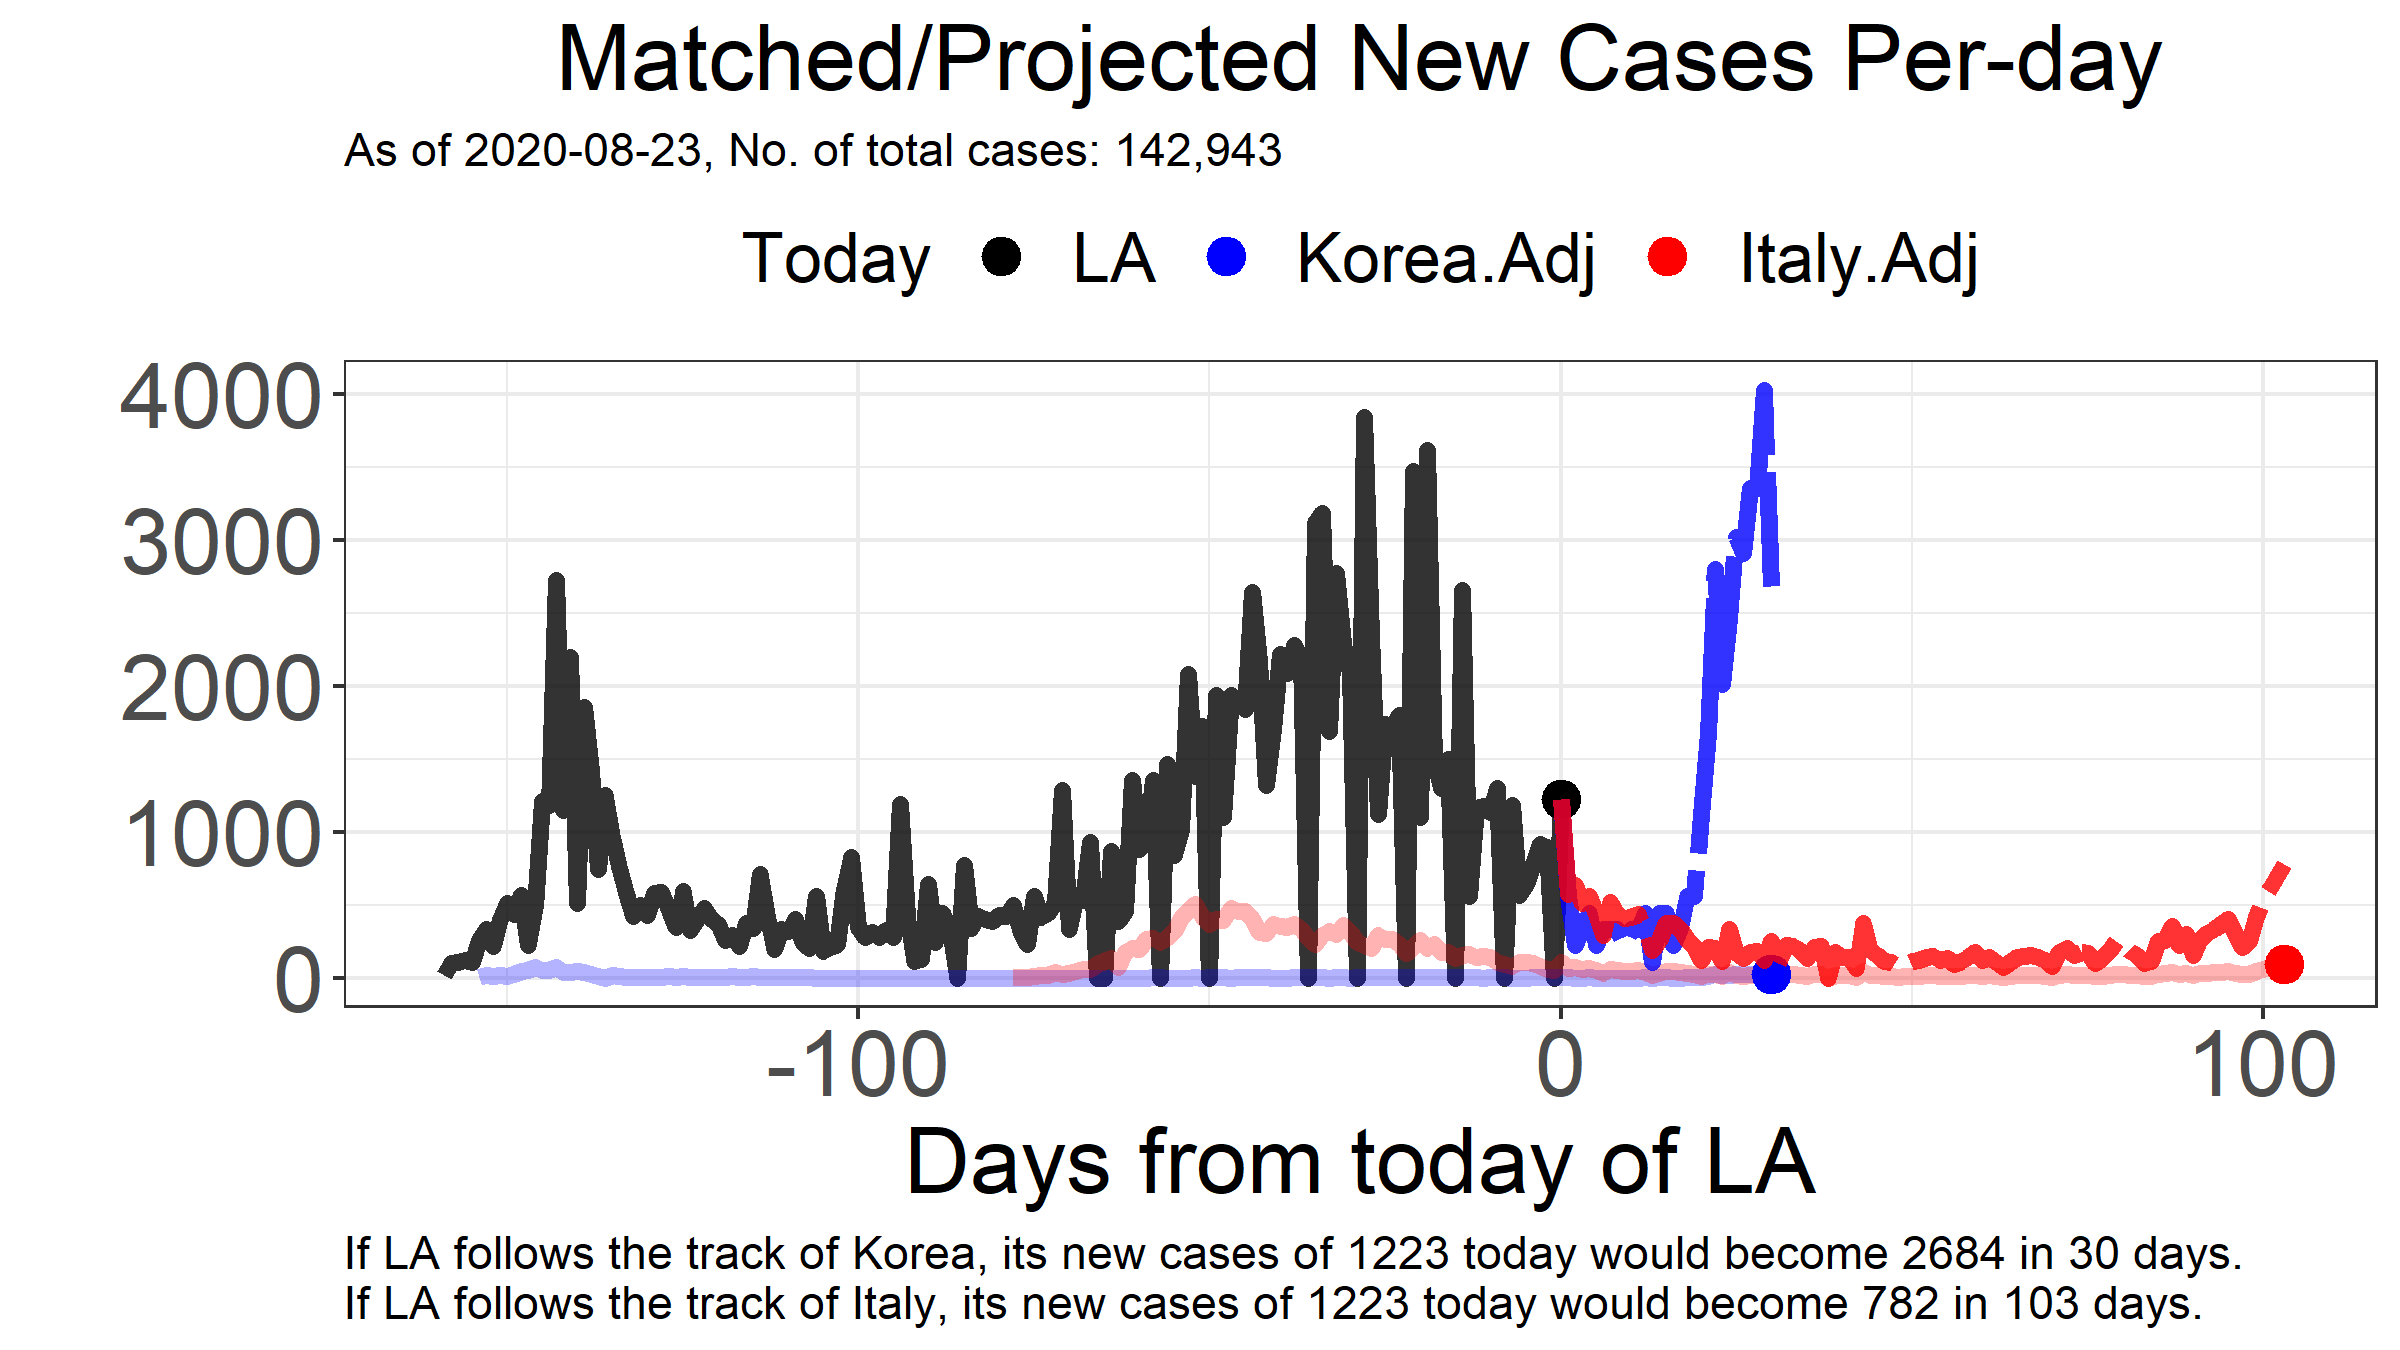 Matched/Projected New Cases Per-day
As of 2020-08-23, No. of total cases: 142,943
Today LA Korea.Adj Italy.Adj
4000
3000
2000
1000
0
-100 0 100
Days from today of LA
If LA follows the track of Korea, its new cases of 1223 today would become 2684 in 30 days.
If LA follows the track of Italy, its new cases of 1223 today would become 782 in 103 days.